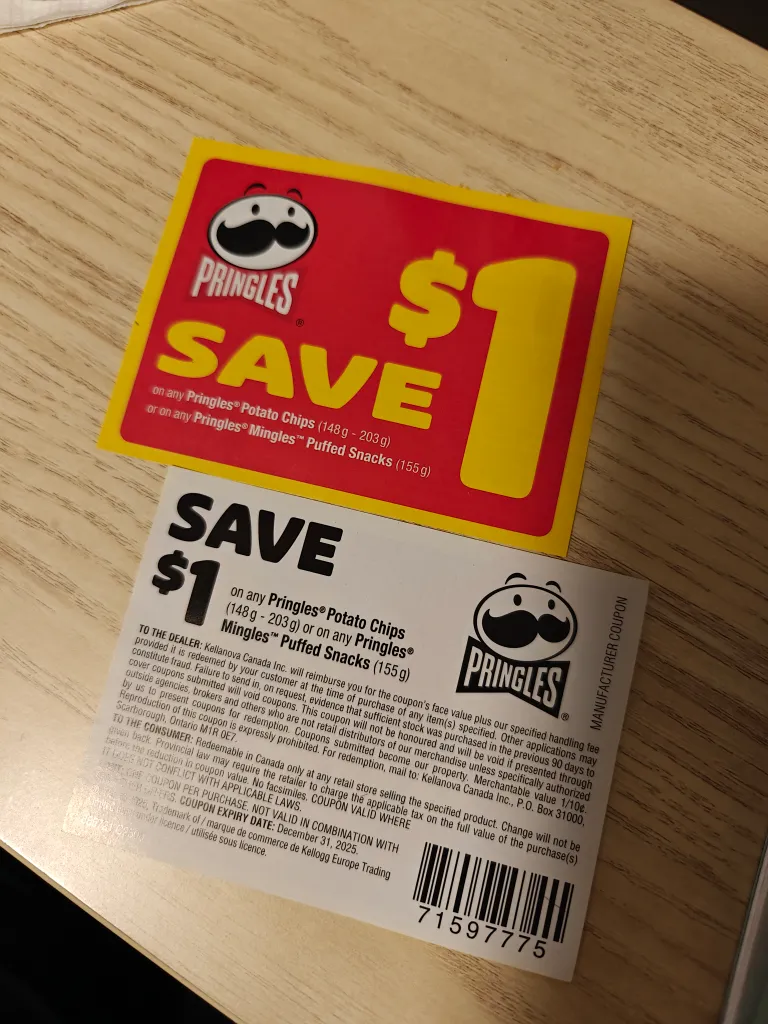 PRINGLES
®
SAVE
$1
on any Pringles® Potato Chips (148 g - 203 g)
or on any Pringles® Mingles™ Puffed Snacks (155 g)
SAVE
$1
on any Pringles® Potato Chips
(148 g - 203 g) or on any Pringles®
Mingles™ Puffed Snacks (155 g)
PRINGLES
®
MANUFACTURER COUPON
TO THE DEALER: Kellanova Canada Inc. will reimburse you for the coupon's face value plus our specified handling fee
provided it is redeemed by your customer at the time of purchase of any item(s) specified. Other applications may
constitute fraud. Failure to send in, on request, evidence that sufficient stock was purchased in the previous 90 days to
cover coupons submitted will void coupons. This coupon will not be honoured and will be void if presented through
outside agencies, brokers and others who are not retail distributors of our merchandise unless specifically authorized
by us to present coupons for redemption. Coupons submitted become our property. Merchantable value 1/10¢.
Reproduction of this coupon is expressly prohibited. For redemption, mail to: Kellanova Canada Inc., P.O. Box 31000,
Scarborough, Ontario M1R 0E7.
TO THE CONSUMER: Redeemable in Canada only at any retail store selling the specified product. Change will not be
given back. Provincial law may require the retailer to charge the applicable tax on the full value of the purchase(s)
before the reduction in coupon value. No facsimiles. COUPON VALID WHERE
IT DOES NOT CONFLICT WITH APPLICABLE LAWS.
COUPON PER PURCHASE. NOT VALID IN COMBINATION WITH
COUPON EXPIRY DATE: December 31, 2025.
Trademark of / marque de commerce de Kellogg Europe Trading
licence / utilisée sous licence.
71597775